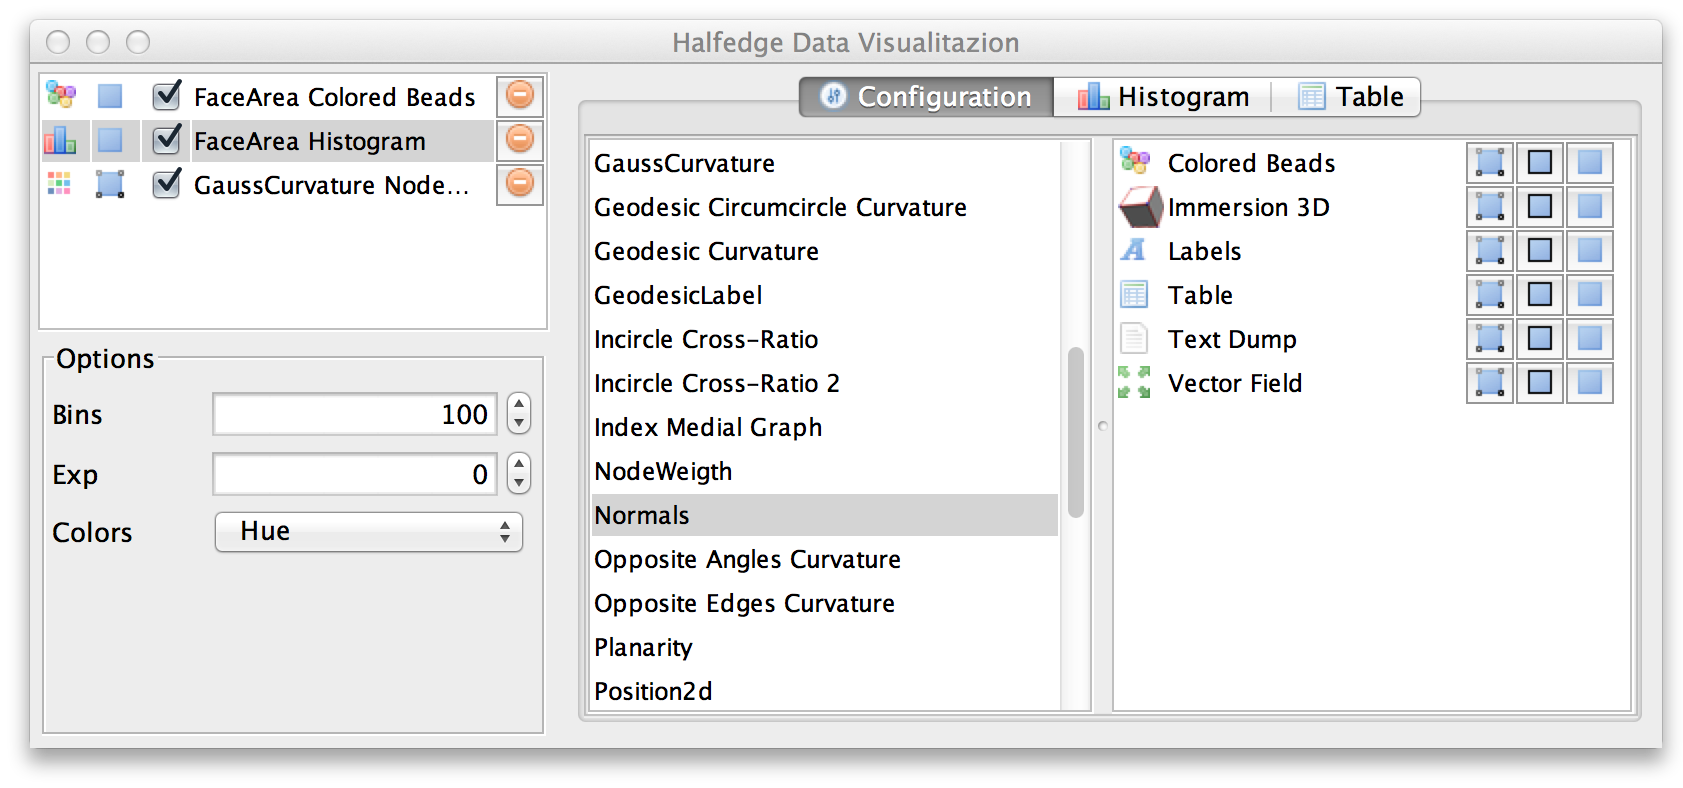 Halfedge Data Visualitazion
FaceArea Colored Beads
FaceArea Histogram
GaussCurvature Node...
Options
Bins 100
Exp 0
Colors Hue
Configuration Histogram Table
GaussCurvature
Geodesic Circumcircle Curvature
Geodesic Curvature
GeodesicLabel
Incircle Cross-Ratio
Incircle Cross-Ratio 2
Index Medial Graph
NodeWeigth
Normals
Opposite Angles Curvature
Opposite Edges Curvature
Planarity
Position2d
Colored Beads
Immersion 3D
Labels
Table
Text Dump
Vector Field